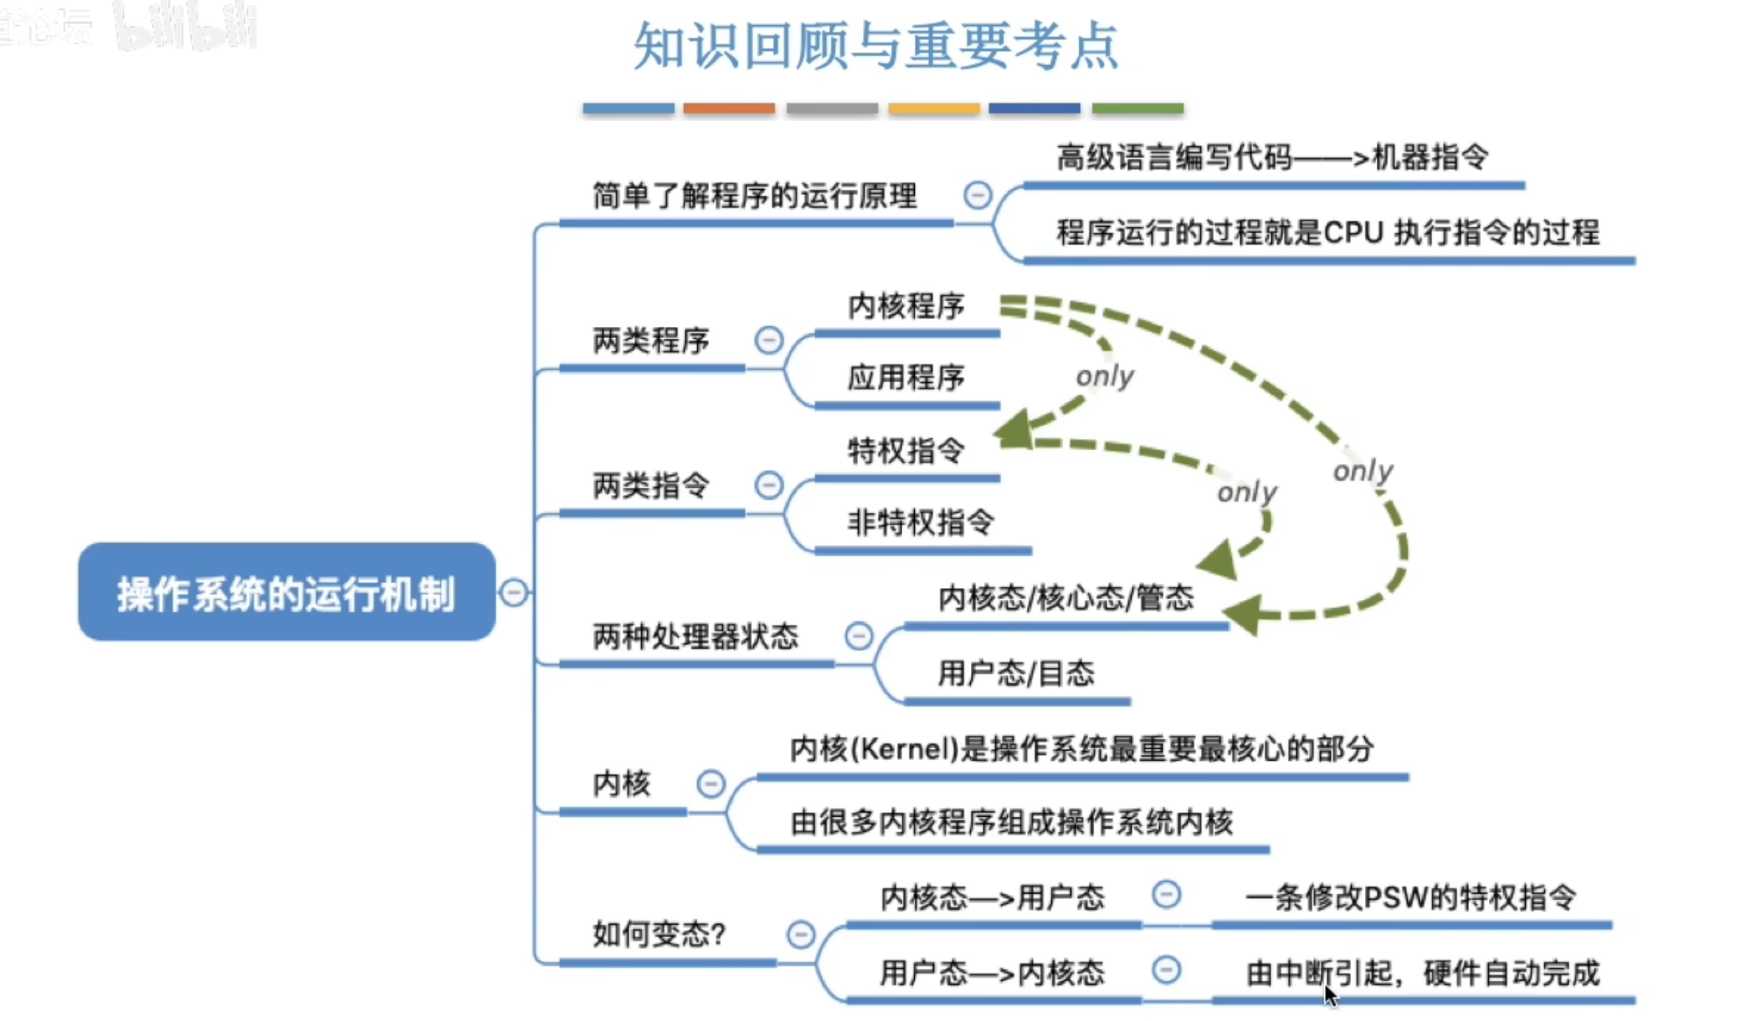 道论坛 bilibili
知识回顾与重要考点
高级语言编写代码——>机器指令
简单了解程序的运行原理
程序运行的过程就是CPU 执行指令的过程
内核程序
两类程序
应用程序
only
特权指令
两类指令
only
only
非特权指令
操作系统的运行机制
内核态/核心态/管态
两种处理器状态
用户态/目态
内核(Kernel)是操作系统最重要最核心的部分
内核
由很多内核程序组成操作系统内核
内核态—>用户态
一条修改PSW的特权指令
如何变态?
用户态—>内核态
由中断引起，硬件自动完成